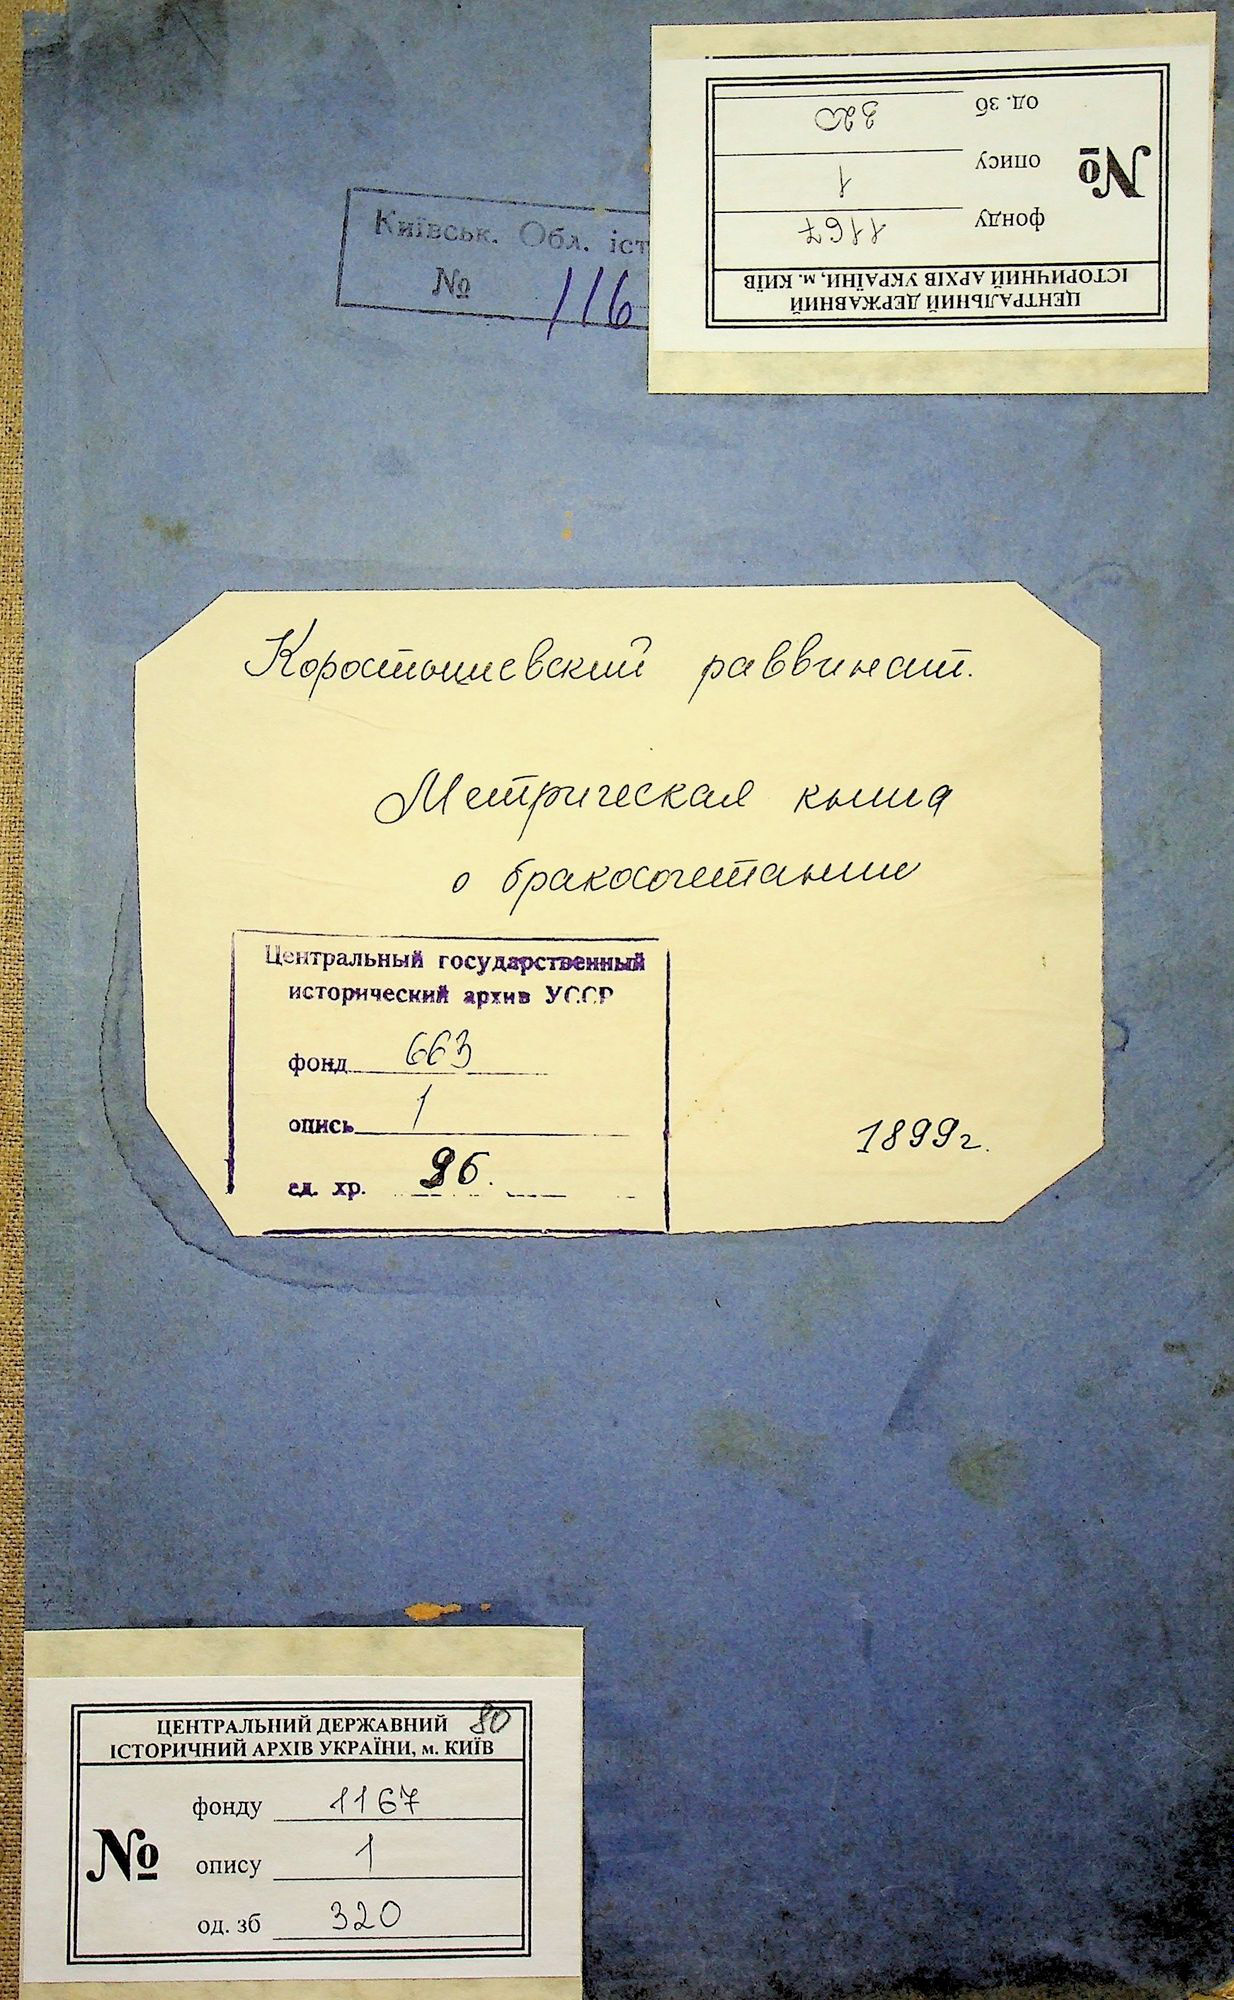 ЦЕНТРАЛЬНИЙ ДЕРЖАВНИЙ
ІСТОРИЧНИЙ АРХІВ УКРАЇНИ, м. КИЇВ
№
фонду 1167
опису 1
од. зб 320
Київськ. Обл. іст
№ 116
Коростышевский раввинат.
Метрическая книга
о бракосочетании
Центральный государственный
исторический архив УССР
фонд 663
опись 1
ед. хр. 96.
1899г.
80
ЦЕНТРАЛЬНИЙ ДЕРЖАВНИЙ
ІСТОРИЧНИЙ АРХІВ УКРАЇНИ, м. КИЇВ
№
фонду 1167
опису 1
од. зб 320